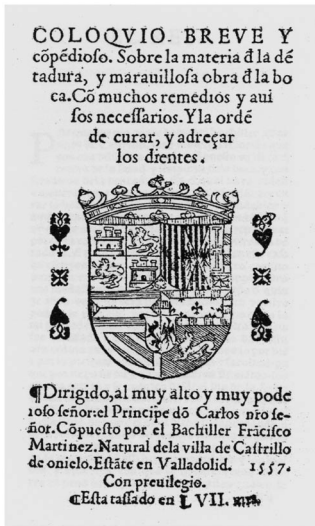 COLOQVIO. BREVE Y
cõpẽdioso. Sobre la materia đ la dẽ
tadura, y marauillosa obra đ la bo
ca. Cõ muchos remedios y aui
sos necessarios. Y la ordẽ
de curar, y adreçar
los dientes.
¶Dirigido, al muy alto y muy pode
roso señor: el Principe dõ Carlos nr̃o se-
ñor. Cõpuesto por el Bachiller Frãcisco
Martinez. Natural dela villa de Castrillo
de onielo. Estãte en Valladolid. 1557.
Con preuilegio.
¶Esta tassado en LVII.